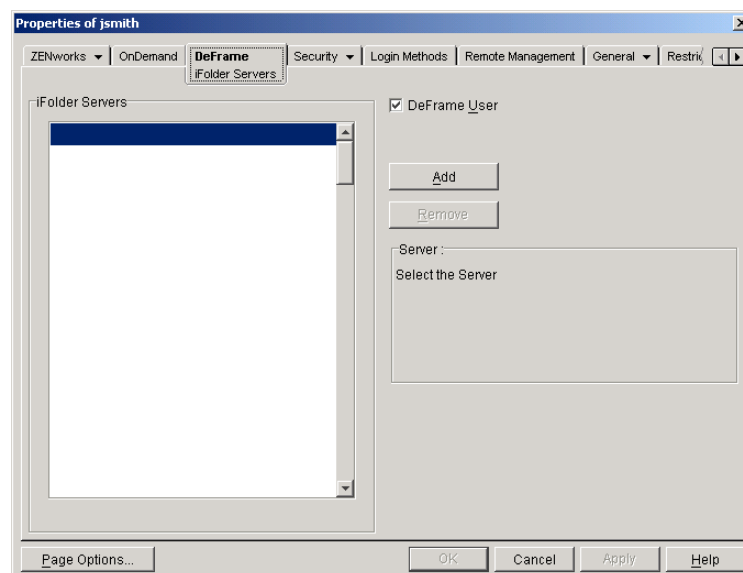 Properties of jsmith
ZENworks OnDemand DeFrame Security Login Methods Remote Management General
iFolder Servers
iFolder Servers
DeFrame User
Add
Remove
Server :
Select the Server
Page Options... OK Cancel Apply Help